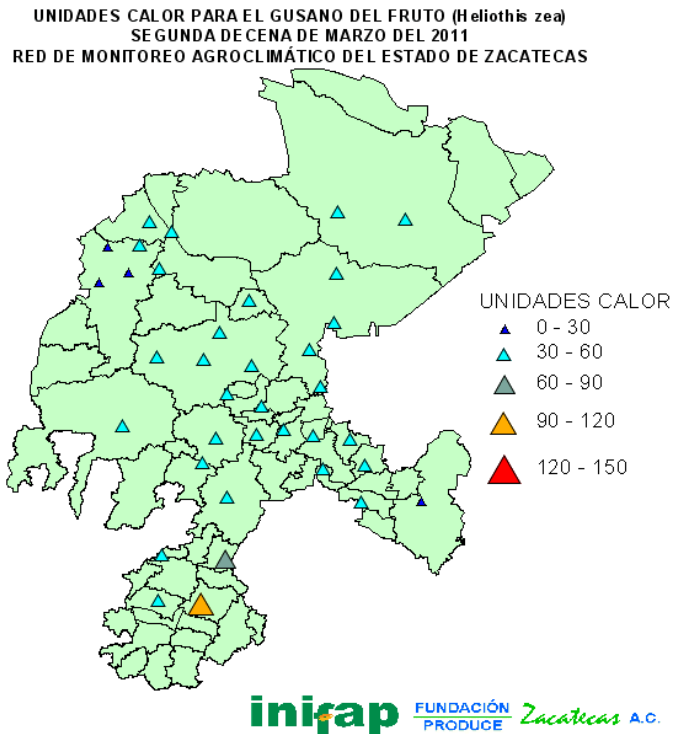 UNIDADES CALOR PARA EL GUSANO DEL FRUTO (Heliothis zea)
SEGUNDA DECENA DE MARZO DEL 2011
RED DE MONITOREO AGROCLIMÁTICO DEL ESTADO DE ZACATECAS
UNIDADES CALOR
0 - 30
30 - 60
60 - 90
90 - 120
120 - 150
inifap
FUNDACIÓN
PRODUCE
Zacatecas A.C.